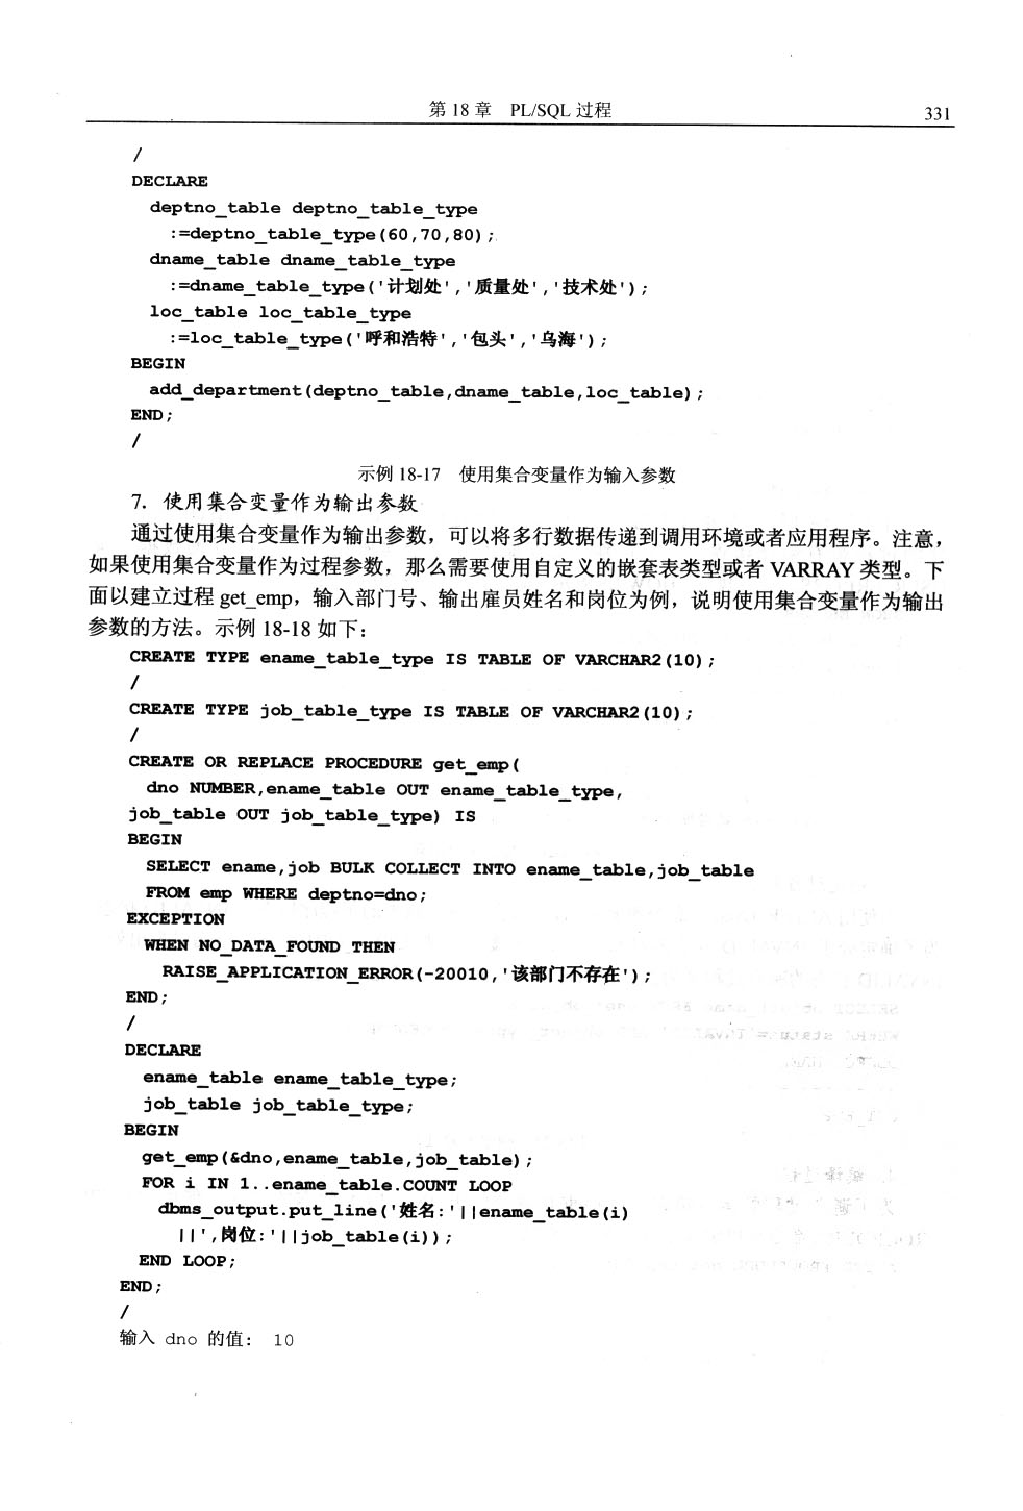 第 18 章 PL/SQL 过程 331
/
DECLARE
deptno_table deptno_table_type
:=deptno_table_type(60,70,80);
dname_table dname_table_type
:=dname_table_type('计划处','质量处','技术处');
loc_table loc_table_type
:=loc_table_type('呼和浩特','包头','乌海');
BEGIN
add_department(deptno_table,dname_table,loc_table);
END;
/
示例 18-17 使用集合变量作为输入参数
7. 使用集合变量作为输出参数
通过使用集合变量作为输出参数，可以将多行数据传递到调用环境或者应用程序。注意，
如果使用集合变量作为过程参数，那么需要使用自定义的嵌套表类型或者 VARRAY 类型。下
面以建立过程 get_emp，输入部门号、输出雇员姓名和岗位为例，说明使用集合变量作为输出
参数的方法。示例 18-18 如下：
CREATE TYPE ename_table_type IS TABLE OF VARCHAR2(10);
/
CREATE TYPE job_table_type IS TABLE OF VARCHAR2(10);
/
CREATE OR REPLACE PROCEDURE get_emp(
dno NUMBER,ename_table OUT ename_table_type,
job_table OUT job_table_type) IS
BEGIN
SELECT ename,job BULK COLLECT INTO ename_table,job_table
FROM emp WHERE deptno=dno;
EXCEPTION
WHEN NO_DATA_FOUND THEN
RAISE_APPLICATION_ERROR(-20010,'该部门不存在');
END;
/
DECLARE
ename_table ename_table_type;
job_table job_table_type;
BEGIN
get_emp(&dno,ename_table,job_table);
FOR i IN 1..ename_table.COUNT LOOP
dbms_output.put_line('姓名:'||ename_table(i)
||',岗位:'||job_table(i));
END LOOP;
END;
/
输入 dno 的值: 10